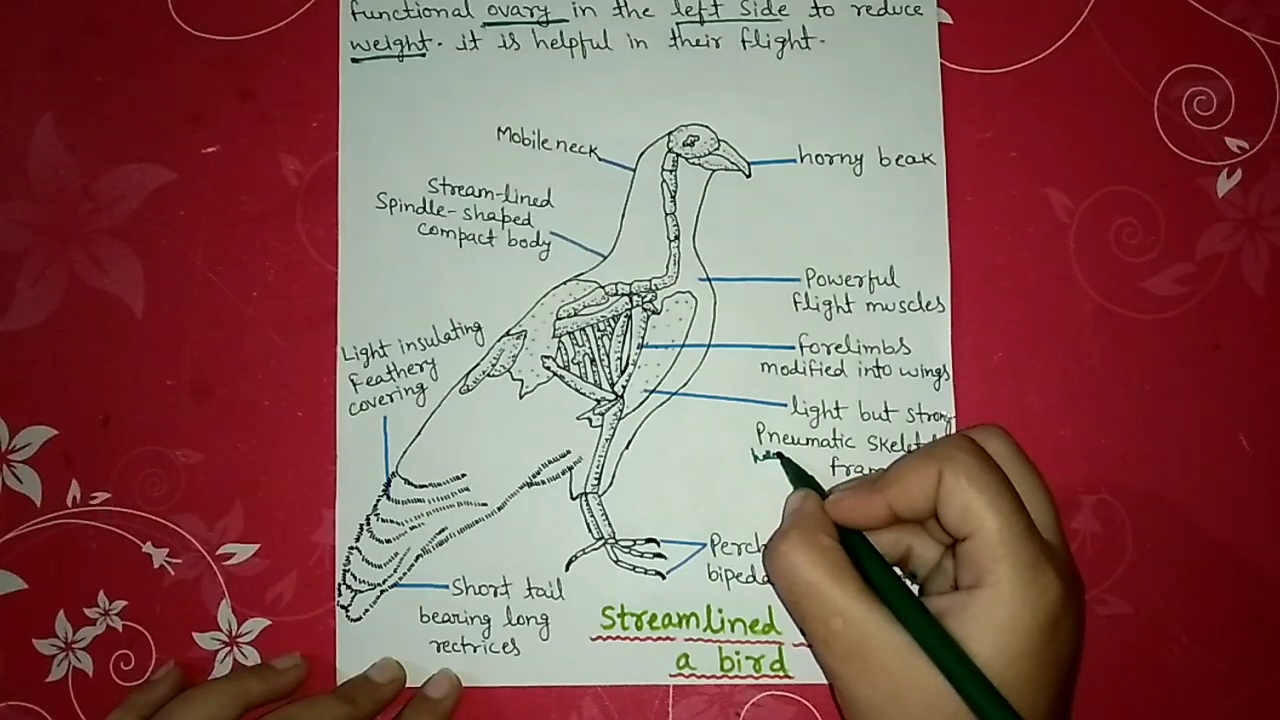 functional ovary in the left side to reduce
weight. it is helpful in their flight.
Mobile neck
horny beak
Stream-lined
Spindle-shaped
compact body
Powerful
flight muscles
Light insulating
Feathery
covering
forelimbs
modified into wings
light but strong
Pneumatic
Short tail
bearing long
rectrices
Streamlined
a bird